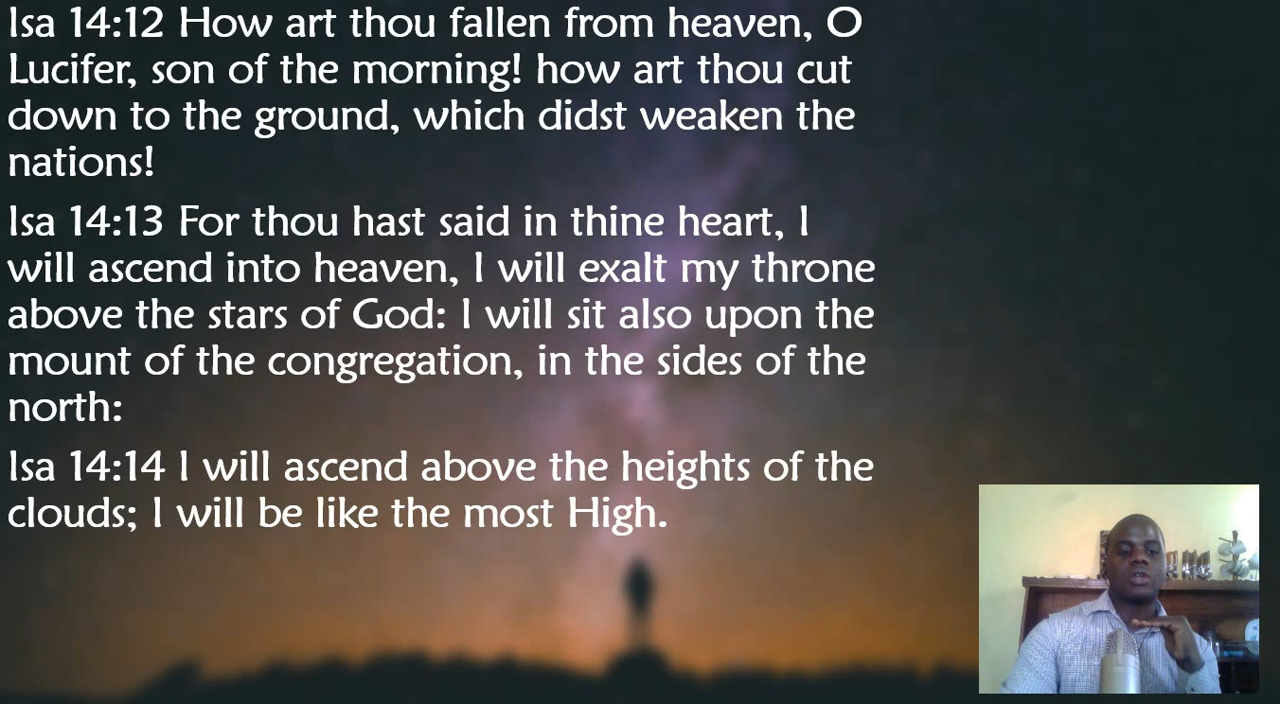 Isa 14:12 How art thou fallen from heaven, O
Lucifer, son of the morning! how art thou cut
down to the ground, which didst weaken the
nations!
Isa 14:13 For thou hast said in thine heart, I
will ascend into heaven, I will exalt my throne
above the stars of God: I will sit also upon the
mount of the congregation, in the sides of the
north:
Isa 14:14 I will ascend above the heights of the
clouds; I will be like the most High.